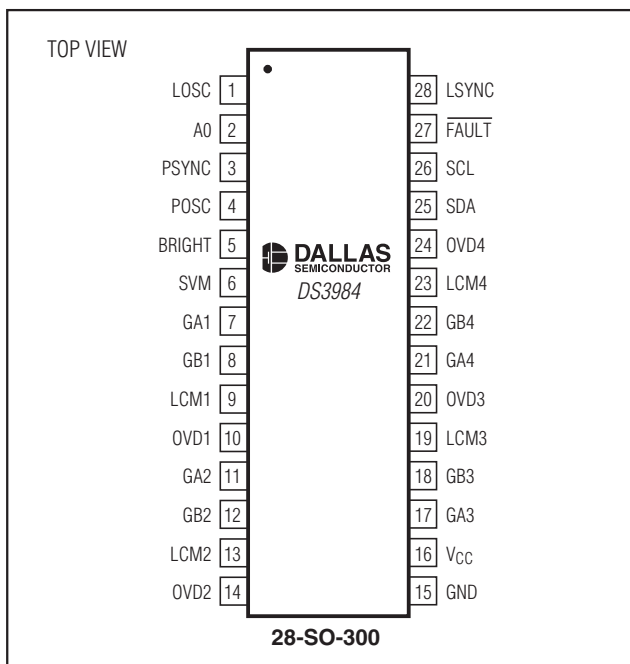 TOP VIEW
LOSC 1
A0 2
PSYNC 3
POSC 4
BRIGHT 5
SVM 6
GA1 7
GB1 8
LCM1 9
OVD1 10
GA2 11
GB2 12
LCM2 13
OVD2 14
DALLAS
SEMICONDUCTOR
DS3984
28 LSYNC
27 FAULT
26 SCL
25 SDA
24 OVD4
23 LCM4
22 GB4
21 GA4
20 OVD3
19 LCM3
18 GB3
17 GA3
16 VCC
15 GND
28-SO-300